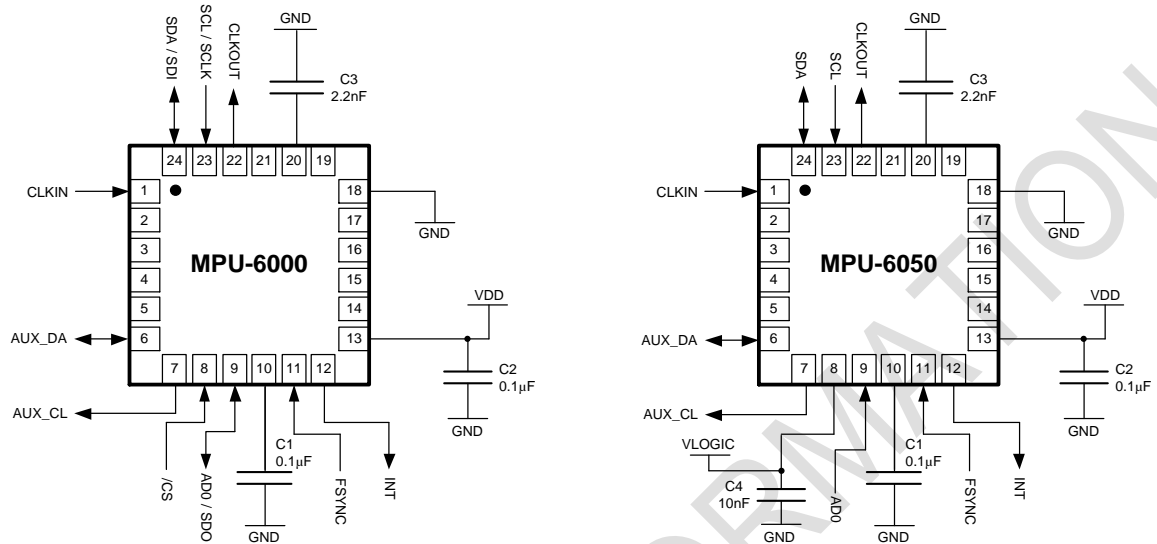 GND
SDA / SDI
SCL / SCLK
CLKOUT
C3
2.2nF
24 23 22 21 20 19
CLKIN
1 18
GND
2 17
3 16
MPU-6000
4 15
5 14
VDD
AUX_DA
6 13
7 8 9 10 11 12
C2
0.1µF
GND
AUX_CL
/CS
AD0 / SDO
C1
0.1µF
GND
FSYNC
INT
GND
SDA
SCL
CLKOUT
C3
2.2nF
24 23 22 21 20 19
CLKIN
1 18
GND
2 17
3 16
MPU-6050
4 15
5 14
VDD
AUX_DA
6 13
7 8 9 10 11 12
C2
0.1µF
GND
AUX_CL
VLOGIC
C4
10nF
GND
AD0
C1
0.1µF
GND
FSYNC
INT